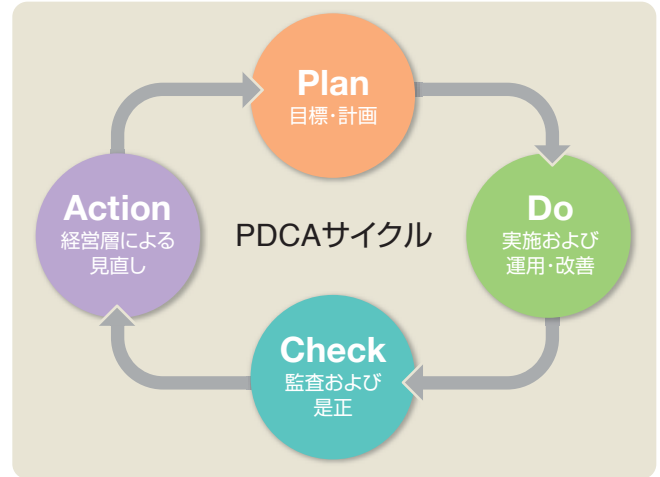 Plan
目標・計画
Do
実施および
運用・改善
Check
監査および
是正
Action
経営層による
見直し
PDCAサイクル